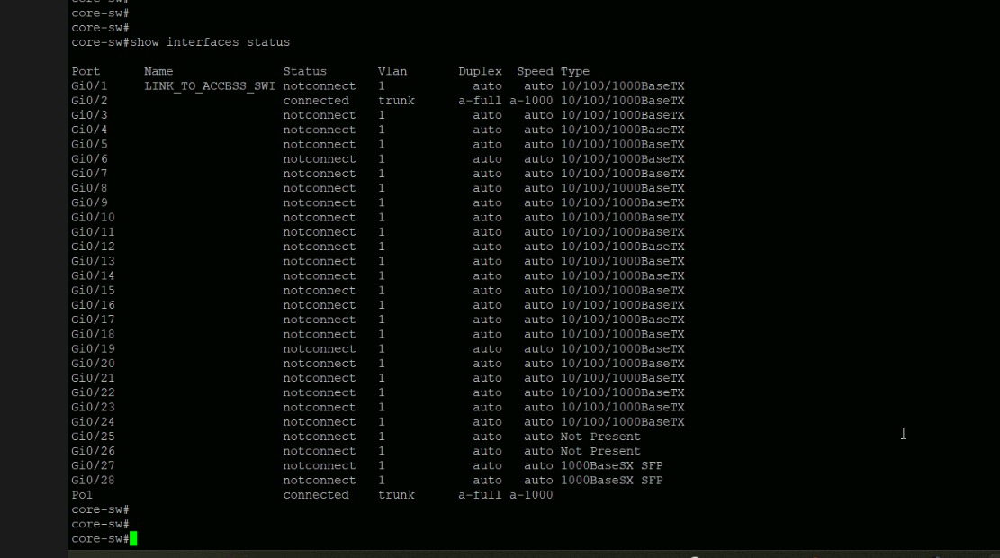 core-sw#
core-sw#
core-sw#
core-sw#show interfaces status
Port Name Status Vlan Duplex Speed Type
Gi0/1 LINK_TO_ACCESS_SWI notconnect 1 auto auto 10/100/1000BaseTX
Gi0/2 connected trunk a-full a-1000 10/100/1000BaseTX
Gi0/3 notconnect 1 auto auto 10/100/1000BaseTX
Gi0/4 notconnect 1 auto auto 10/100/1000BaseTX
Gi0/5 notconnect 1 auto auto 10/100/1000BaseTX
Gi0/6 notconnect 1 auto auto 10/100/1000BaseTX
Gi0/7 notconnect 1 auto auto 10/100/1000BaseTX
Gi0/8 notconnect 1 auto auto 10/100/1000BaseTX
Gi0/9 notconnect 1 auto auto 10/100/1000BaseTX
Gi0/10 notconnect 1 auto auto 10/100/1000BaseTX
Gi0/11 notconnect 1 auto auto 10/100/1000BaseTX
Gi0/12 notconnect 1 auto auto 10/100/1000BaseTX
Gi0/13 notconnect 1 auto auto 10/100/1000BaseTX
Gi0/14 notconnect 1 auto auto 10/100/1000BaseTX
Gi0/15 notconnect 1 auto auto 10/100/1000BaseTX
Gi0/16 notconnect 1 auto auto 10/100/1000BaseTX
Gi0/17 notconnect 1 auto auto 10/100/1000BaseTX
Gi0/18 notconnect 1 auto auto 10/100/1000BaseTX
Gi0/19 notconnect 1 auto auto 10/100/1000BaseTX
Gi0/20 notconnect 1 auto auto 10/100/1000BaseTX
Gi0/21 notconnect 1 auto auto 10/100/1000BaseTX
Gi0/22 notconnect 1 auto auto 10/100/1000BaseTX
Gi0/23 notconnect 1 auto auto 10/100/1000BaseTX
Gi0/24 notconnect 1 auto auto 10/100/1000BaseTX
Gi0/25 notconnect 1 auto auto Not Present
Gi0/26 notconnect 1 auto auto Not Present
Gi0/27 notconnect 1 auto auto 1000BaseSX SFP
Gi0/28 notconnect 1 auto auto 1000BaseSX SFP
Po1 connected trunk a-full a-1000
core-sw#
core-sw#
core-sw#